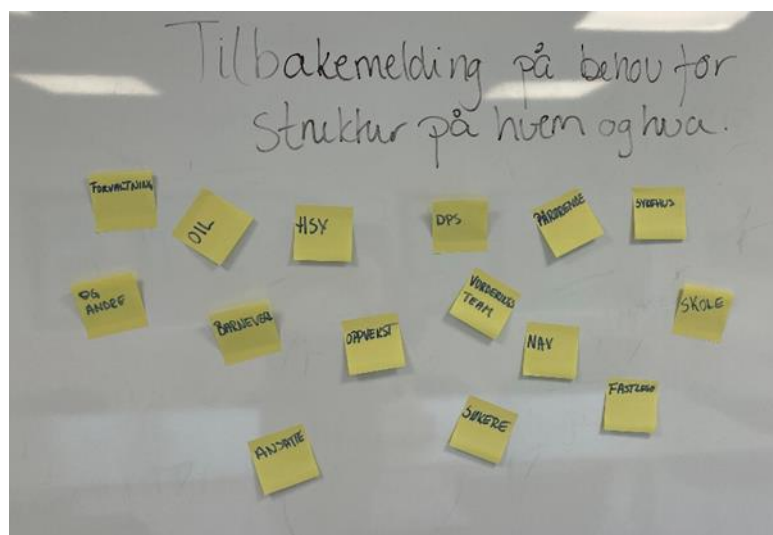 Tilbakemelding på behov for
Struktur på hvem og hva.
FORVALTNING
OIL
HSX
DPS
PÅRØRENDE
SYKEHUS
OG
ANDRE
BARNEVERN
OPPVEKST
VURDERINGS
TEAM
NAV
SKOLE
FASTLEGE
SØKERE
ANSATTE